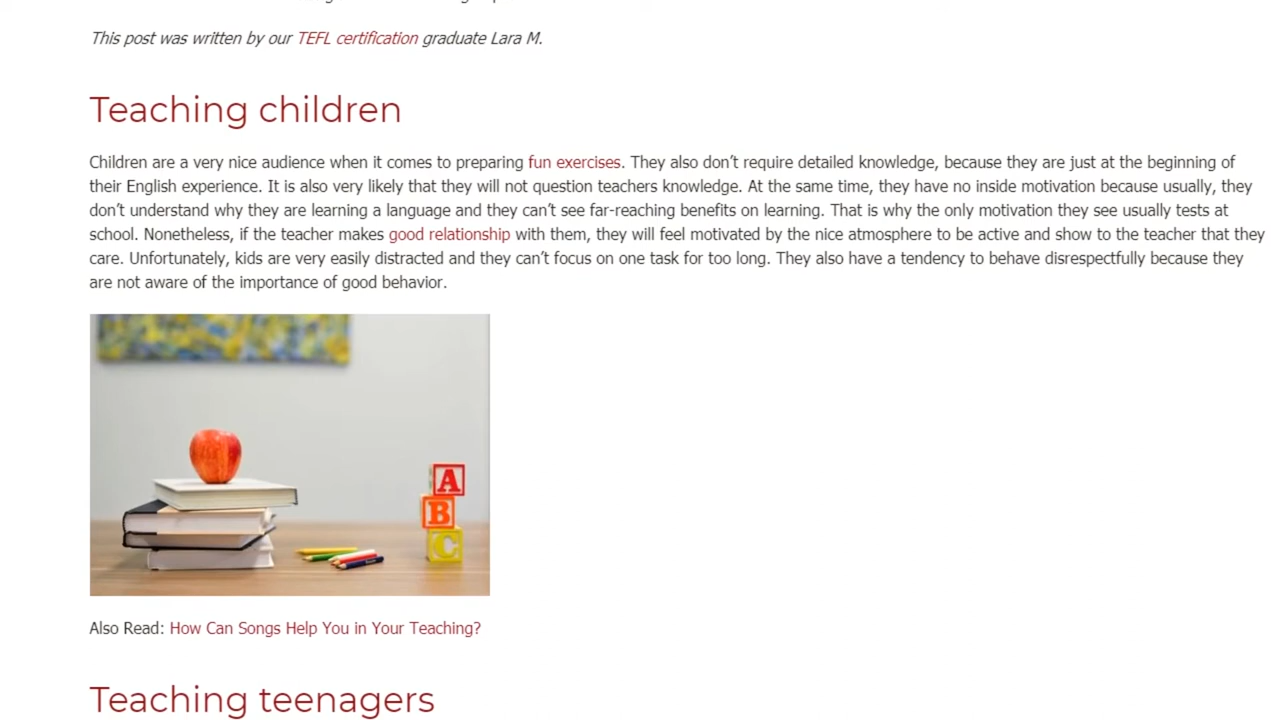 This post was written by our TEFL certification graduate Lara M.
Teaching children
Children are a very nice audience when it comes to preparing fun exercises. They also don’t require detailed knowledge, because they are just at the beginning of
their English experience. It is also very likely that they will not question teachers knowledge. At the same time, they have no inside motivation because usually, they
don’t understand why they are learning a language and they can’t see far-reaching benefits on learning. That is why the only motivation they see usually tests at
school. Nonetheless, if the teacher makes good relationship with them, they will feel motivated by the nice atmosphere to be active and show to the teacher that they
care. Unfortunately, kids are very easily distracted and they can’t focus on one task for too long. They also have a tendency to behave disrespectfully because they
are not aware of the importance of good behavior.
A
B
C
Also Read: How Can Songs Help You in Your Teaching?
Teaching teenagers